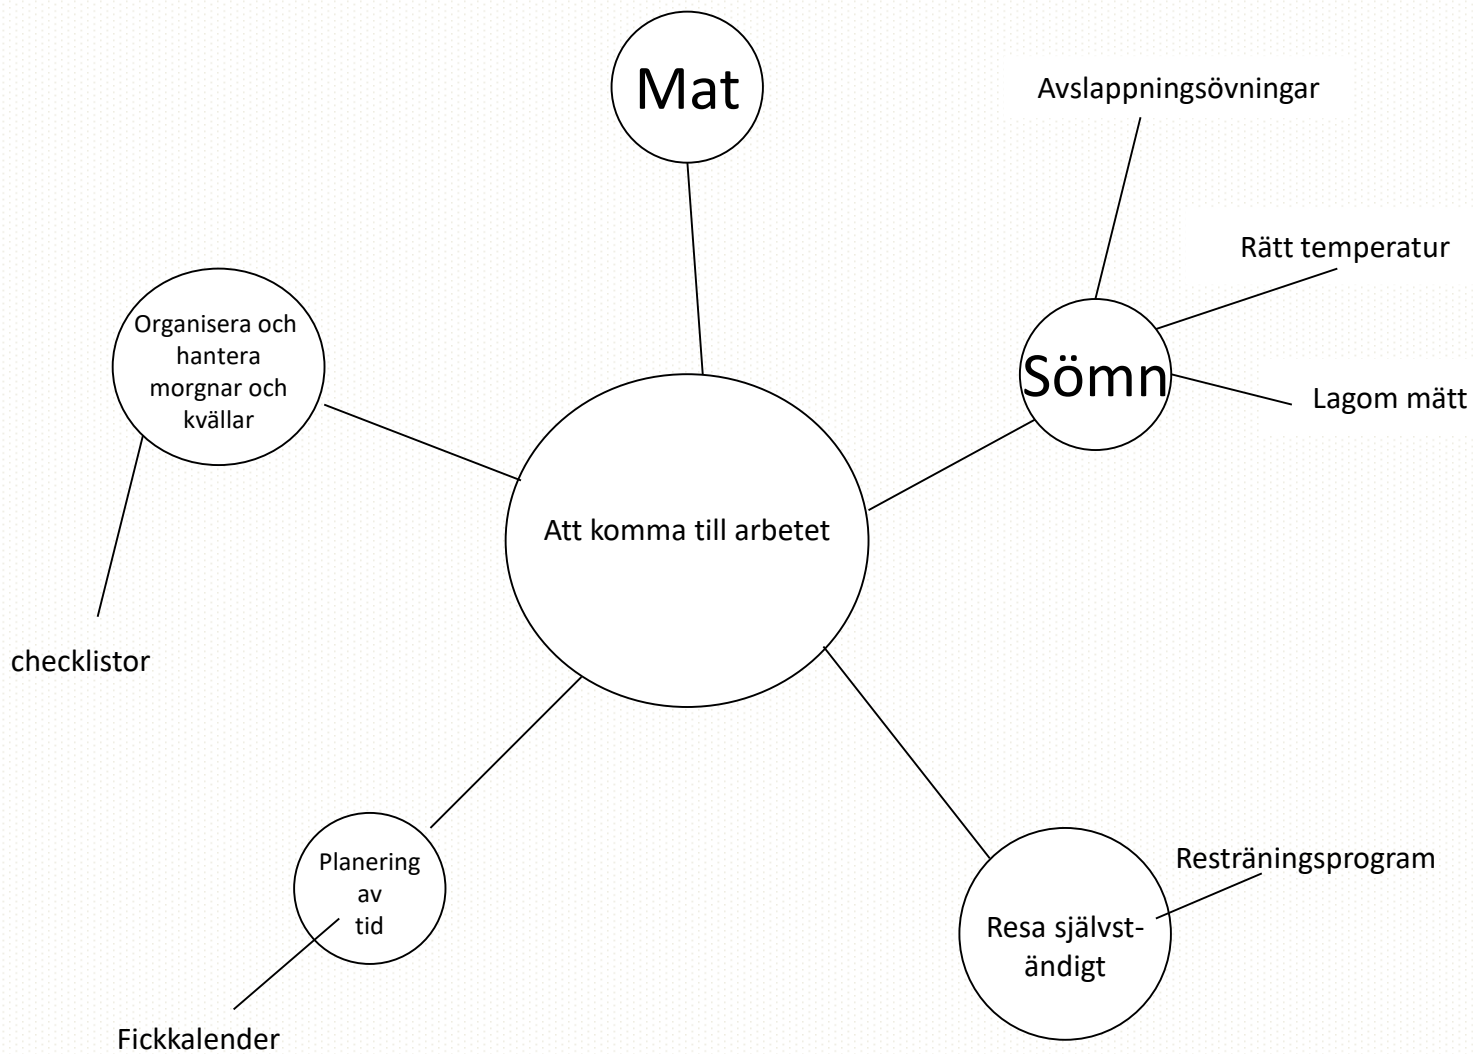 Mat
Avslappningsövningar
Rätt temperatur
Sömn
Lagom mätt
Organisera och
hantera
morgnar och
kvällar
Att komma till arbetet
checklistor
Planering
av
tid
Fickkalender
Resträningsprogram
Resa självst-
ändigt